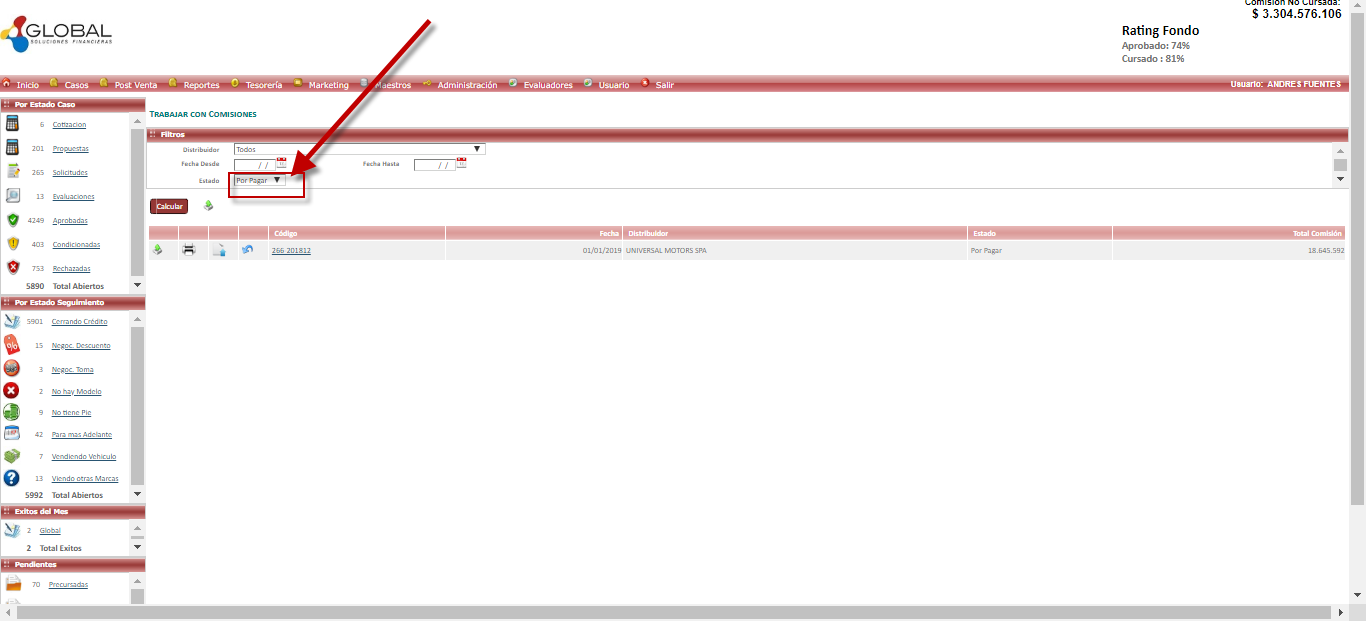 Comisión No Cursada:
$ 3.304.576.106
GLOBAL
SOLUCIONES FINANCIERAS
Rating Fondo
Aprobado: 74%
Cursado : 81%
Inicio Casos Post Venta Reportes Tesorería Marketing Maestros Administración Evaluadores Usuario Salir
Usuario: ANDRES FUENTES
Por Estado Caso
6 Cotizacion
201 Propuestas
265 Solicitudes
13 Evaluaciones
4249 Aprobadas
403 Condicionadas
753 Rechazadas
5890 Total Abiertos
Por Estado Seguimiento
5901 Cerrando Crédito
15 Negoc. Descuento
3 Negoc. Toma
2 No hay Modelo
9 No tiene Pie
42 Para mas Adelante
7 Vendiendo Vehiculo
13 Viendo otras Marcas
5992 Total Abiertos
Exitos del Mes
2 Global
2 Total Exitos
Pendientes
70 Precursadas
TRABAJAR CON COMISIONES
Filtros
Distribuidor Todos
Fecha Desde / / Fecha Hasta / /
Estado Por Pagar
Calcular
Código Fecha Distribuidor Estado Total Comisión
266-201812 01/01/2019 UNIVERSAL MOTORS SPA Por Pagar 18.645.592